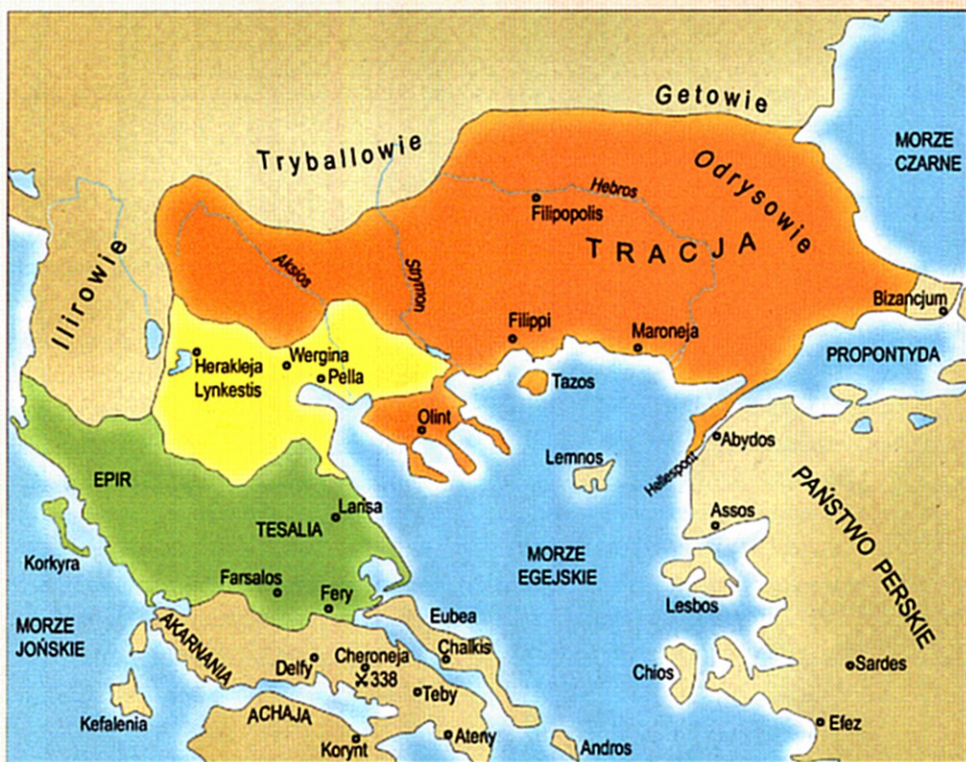 Getowie
MORZE
CZARNE
Tryballowie
Odrysowie
Hebros
Filipopolis
TRACJA
Ilirowie
Aksios
Strymon
Bizancjum
Filippi
Maroneja
PROPONTYDA
Herakleja
Lynkestis
Wergina
Pella
Tazos
Olint
Abydos
Lemnos
Hellespont
EPIR
PAŃSTWO PERSKIE
Larisa
Assos
TESALIA
MORZE
EGEJSKIE
Korkyra
Farsalos
Fery
Lesbos
Eubea
MORZE
JOŃSKIE
AKARNANIA
Chalkis
Delfy
Cheroneja
338
Chios
Sardes
Teby
Kefalenia
ACHAJA
Efez
Korynt
Ateny
Andros